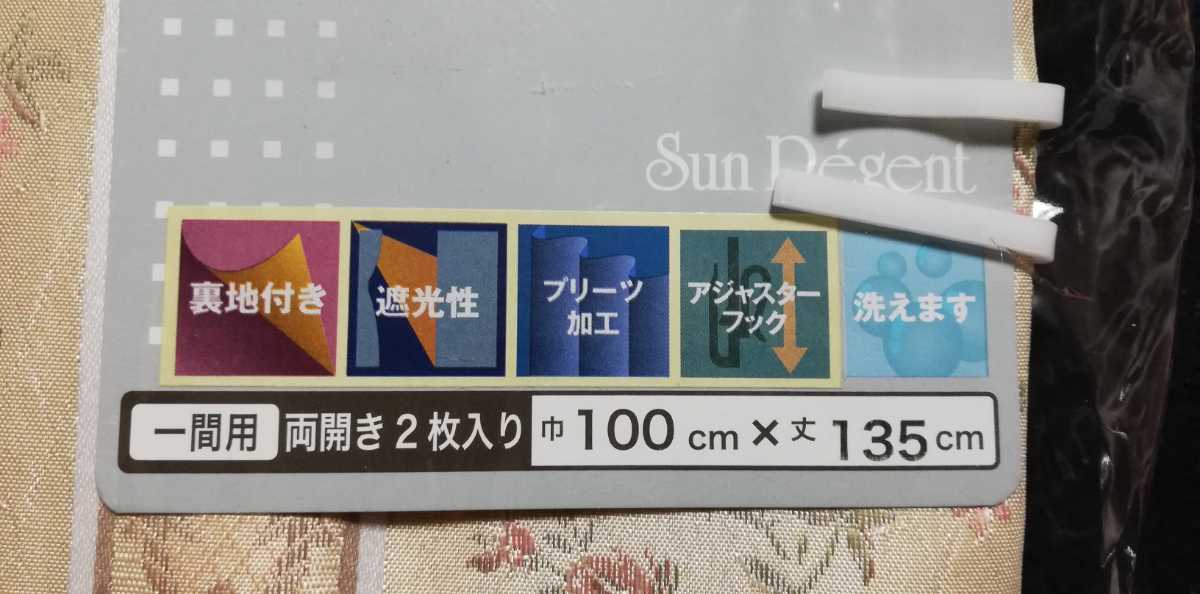 Sun Régent
裏地付き
遮光性
プリーツ
加工
アジャスター
フック
洗えます
一間用 両開き2枚入り 巾100cm×丈135cm